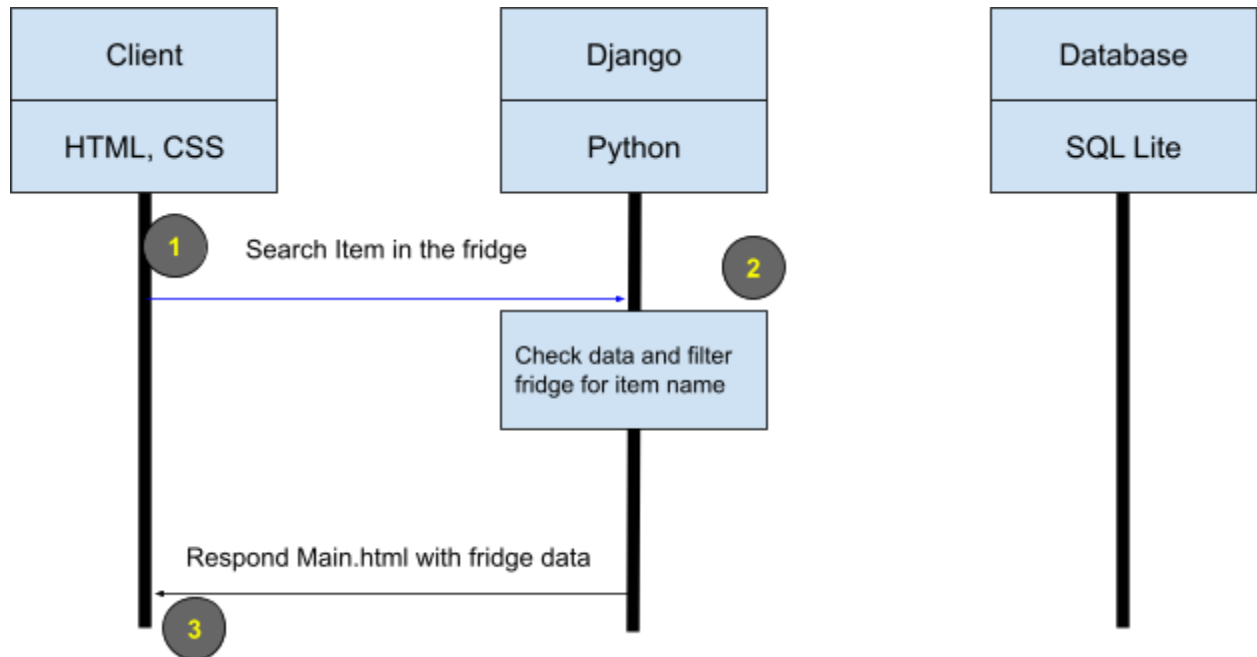 Client
Django
Database
HTML, CSS
Python
SQL Lite
1
Search Item in the fridge
2
Check data and filter
fridge for item name
Respond Main.html with fridge data
3